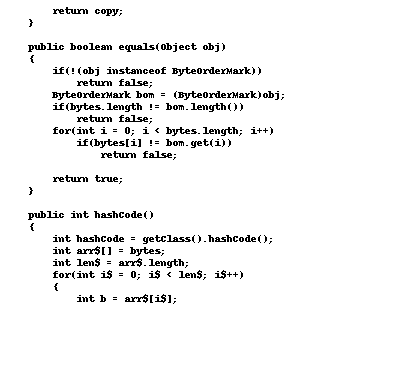 return copy;
}
public boolean equals(Object obj)
{
if(!(obj instanceof ByteOrderMark))
return false;
ByteOrderMark bom = (ByteOrderMark)obj;
if(bytes.length != bom.length())
return false;
for(int i = 0; i < bytes.length; i++)
if(bytes[i] != bom.get(i))
return false;
return true;
}
public int hashCode()
{
int hashCode = getClass().hashCode();
int arr$[] = bytes;
int len$ = arr$.length;
for(int i$ = 0; i$ < len$; i$++)
{
int b = arr$[i$];